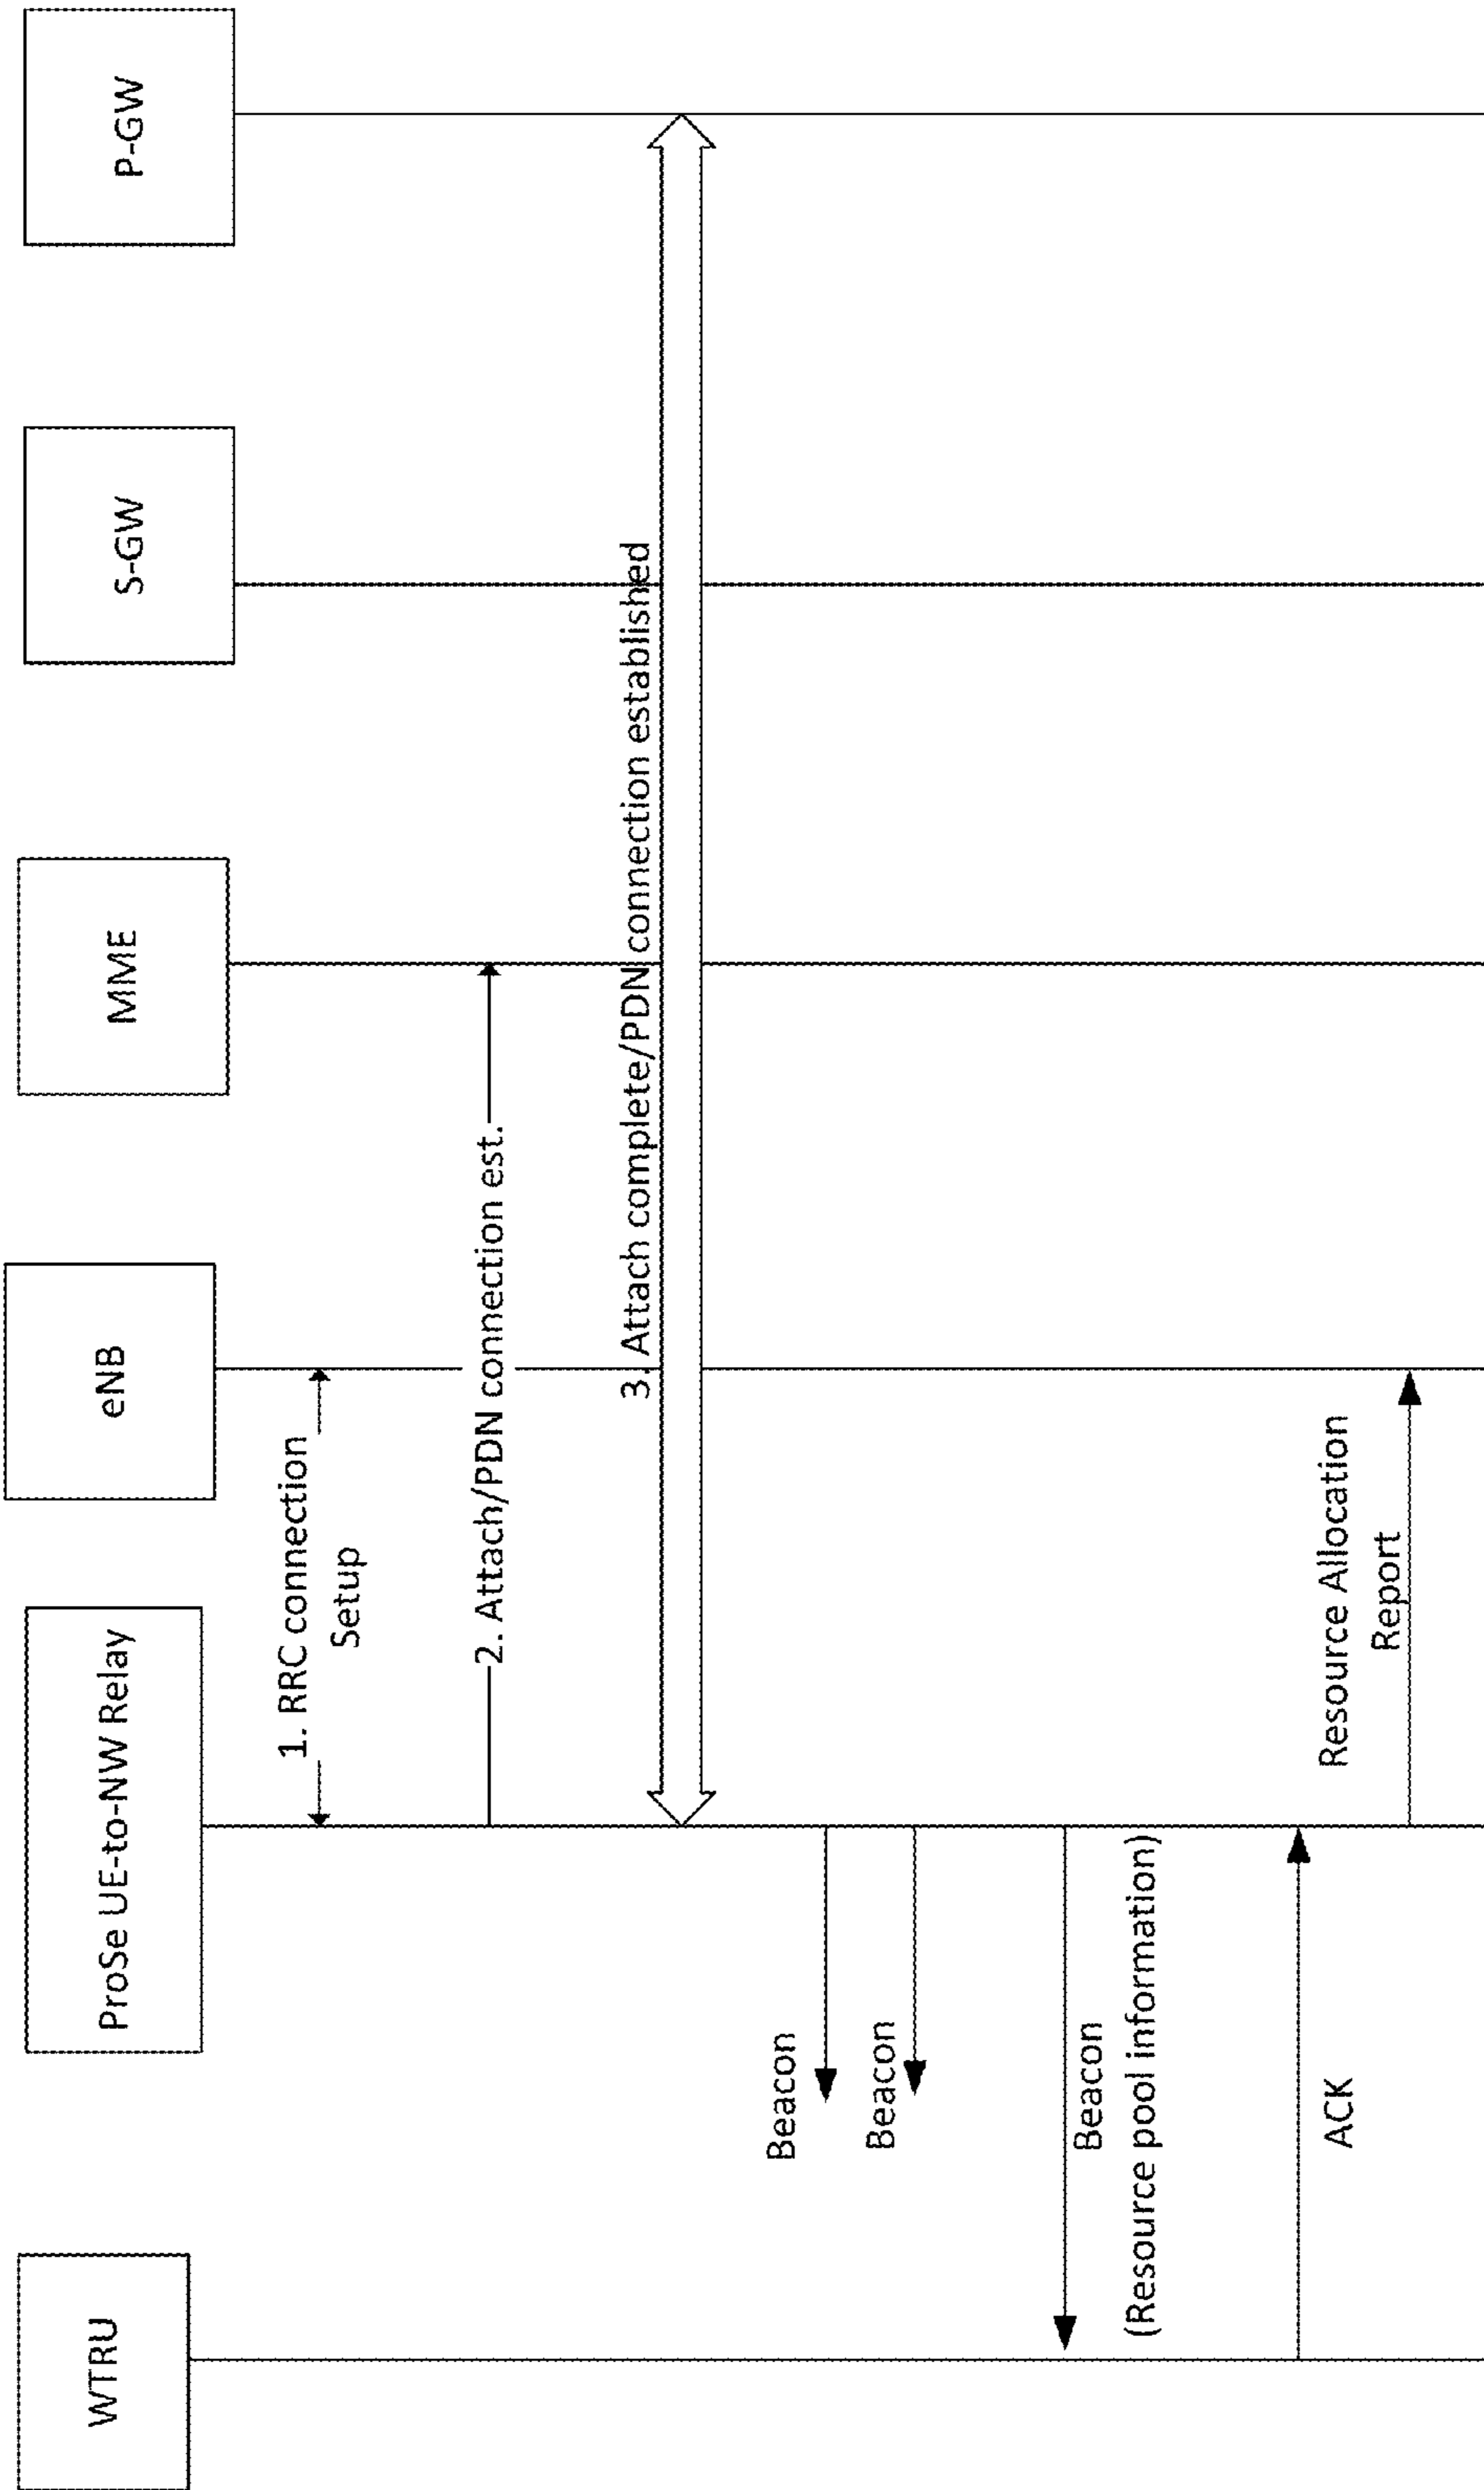 WTRU
ProSe UE-to-NW Relay
eNB
MME
S-GW
P-GW
1. RRC connection
Setup
2. Attach/PDN connection est.
3. Attach complete/PDN connection established
Beacon
Beacon
Beacon
(Resource pool information)
ACK
Resource Allocation
Report